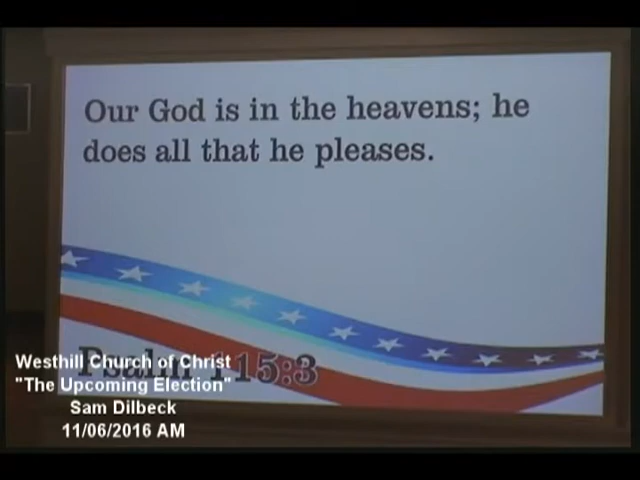 Our God is in the heavens; he
does all that he pleases.
Psalm 115:3
Westhill Church of Christ
"The Upcoming Election"
Sam Dilbeck
11/06/2016 AM